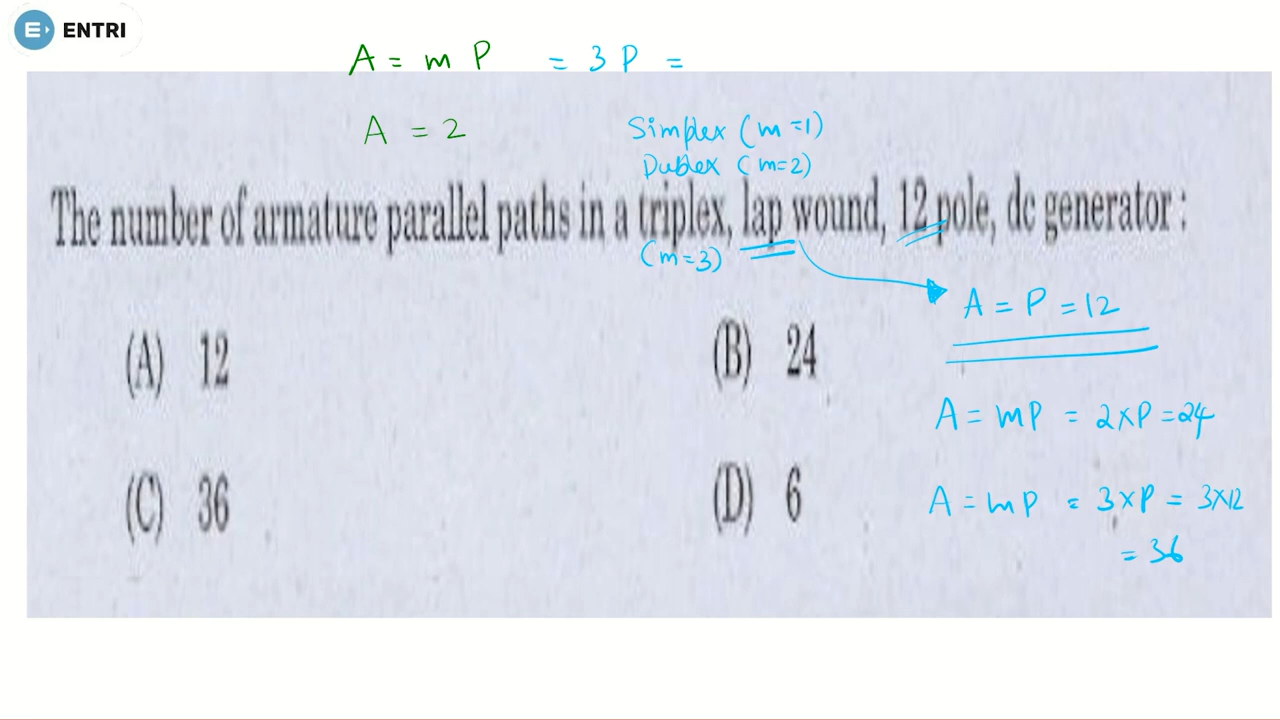 ENTRI
A = m P = 3 P =
A = 2
Simplex (m=1)
Duplex (m=2)
The number of armature parallel paths in a triplex, lap wound, 12 pole, dc generator :
(m=3)
A = P = 12
(A) 12
(B) 24
A = mP = 2×P = 24
(C) 36
(D) 6
A = mP = 3×P = 3×12
= 36